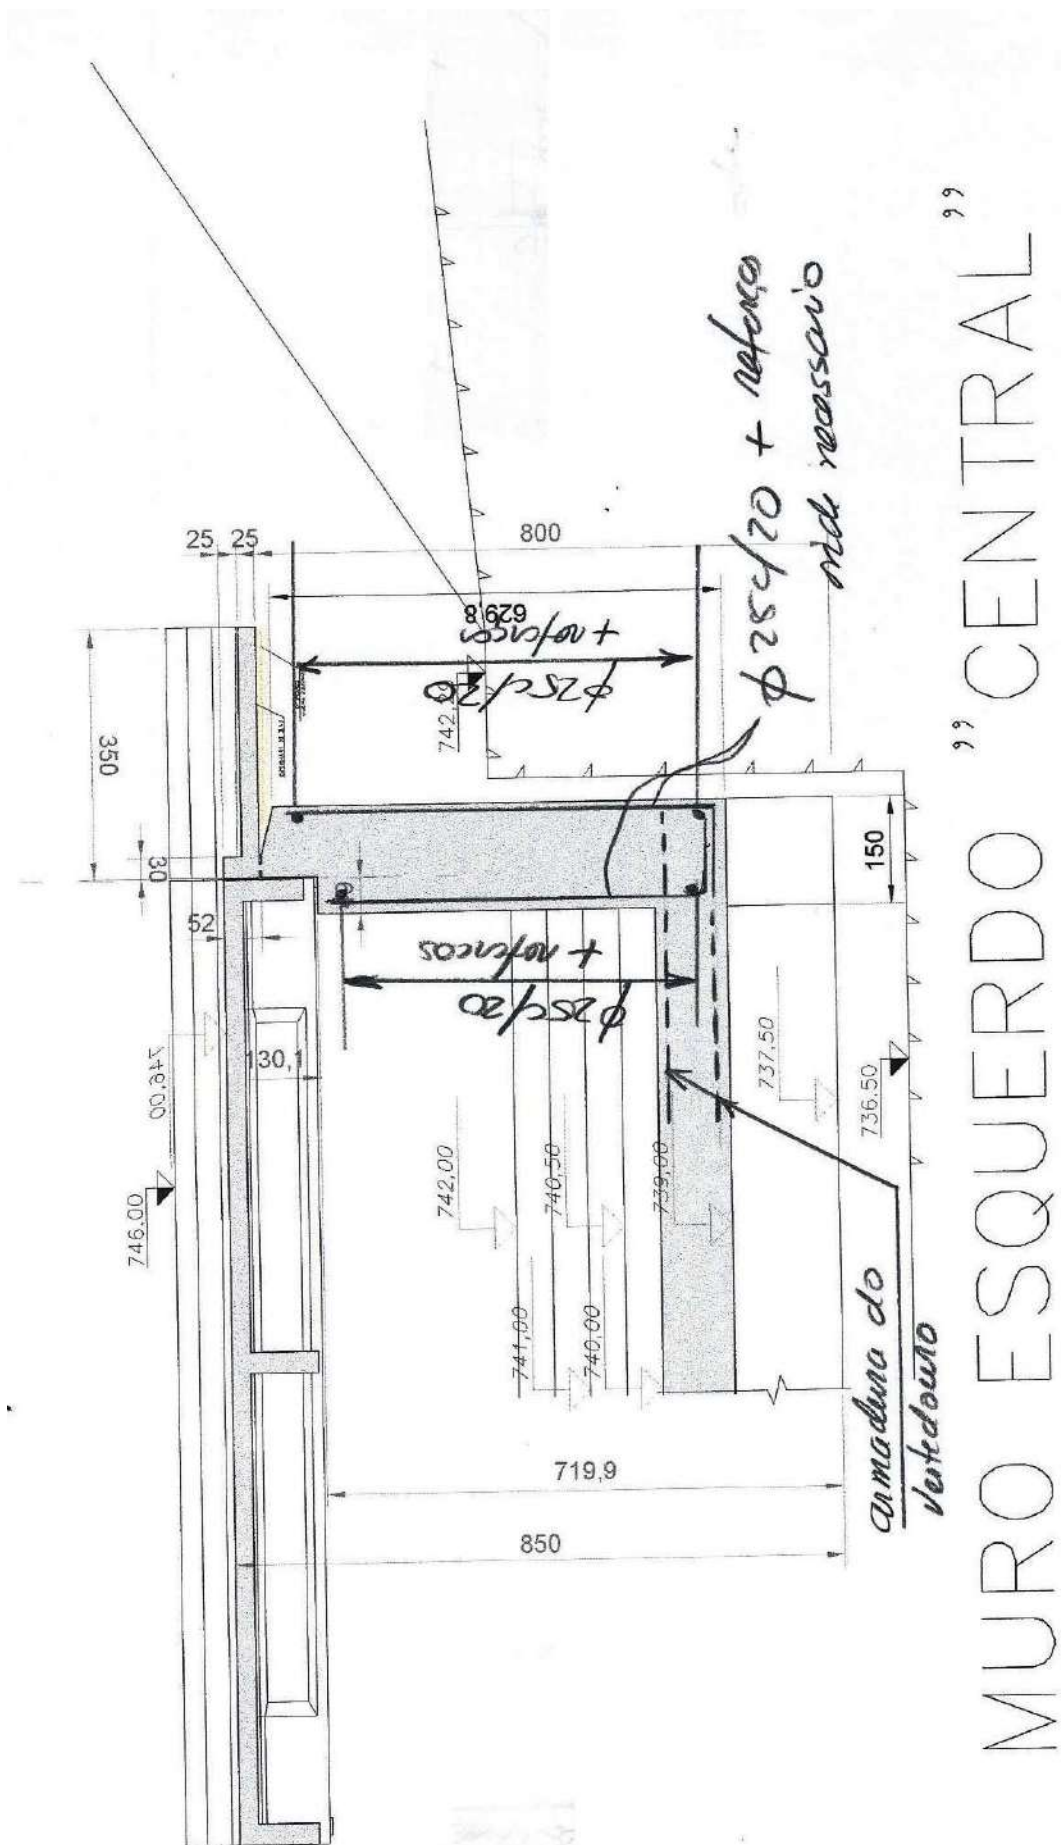 25 25
800
629,8
+ reforços
φ25c/20
742,
φ25c/20 + reforço
onde necessário
350
30
52
150
+ reforços
φ25c/20
130,1
746.00
746.00
742,00
741,00
740,50
740,00
739,00
737.50
736.50
armadura do
vertedouro
719,9
850
MURO ESQUERDO "CENTRAL"